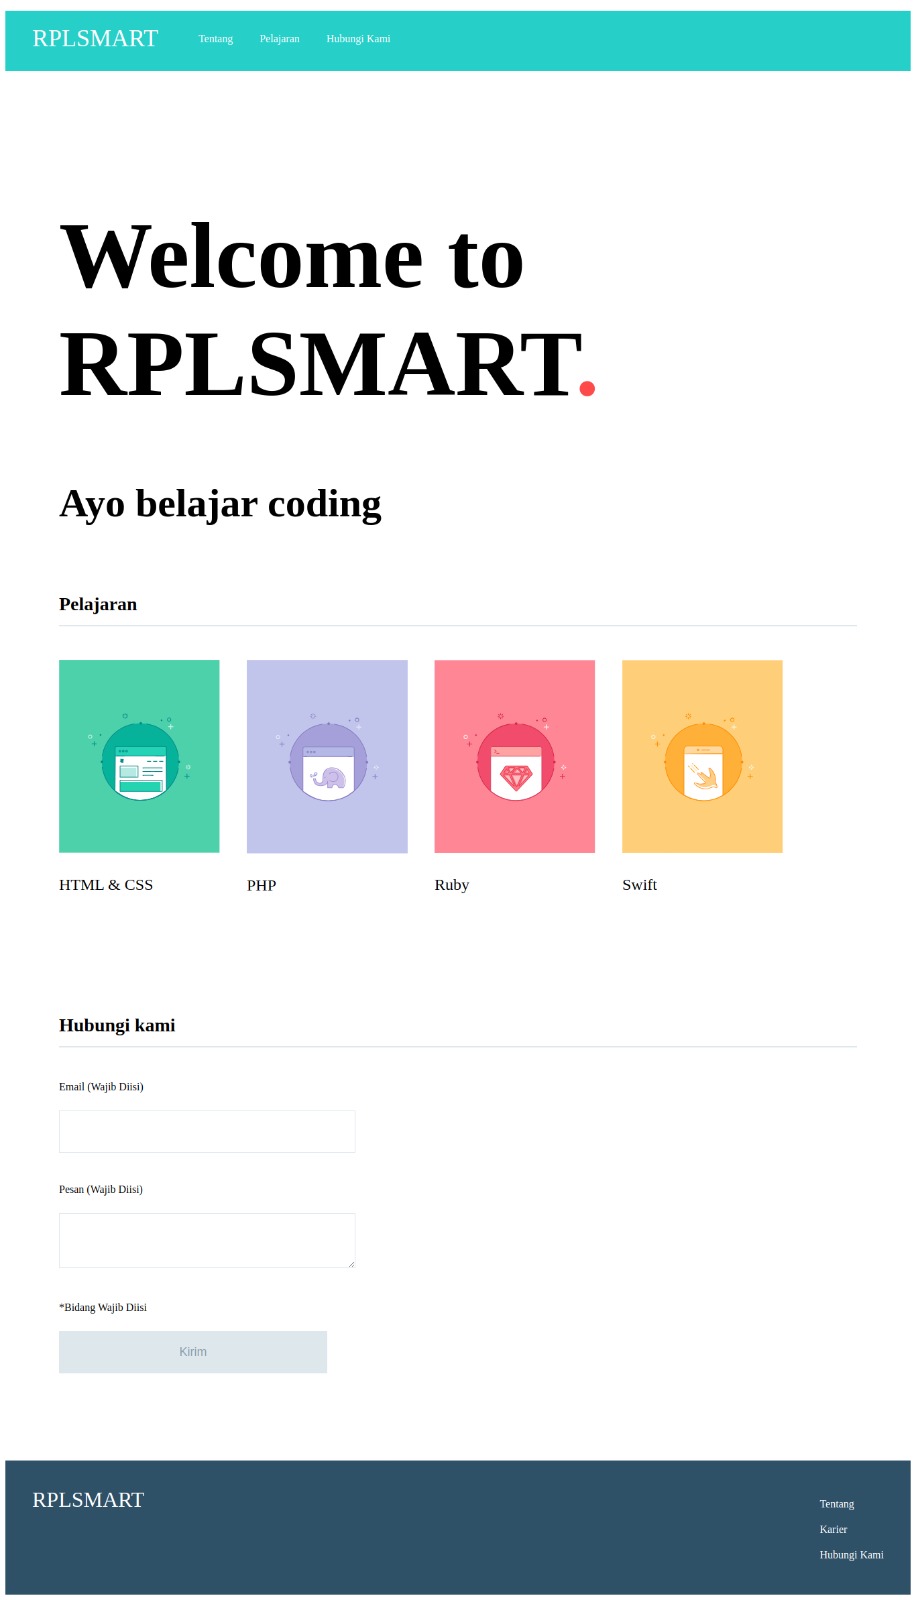 RPLSMART
Tentang
Pelajaran
Hubungi Kami
Welcome to
RPLSMART.
Ayo belajar coding
Pelajaran
HTML & CSS
PHP
Ruby
Swift
Hubungi kami
Email (Wajib Diisi)
Pesan (Wajib Diisi)
*Bidang Wajib Diisi
Kirim
RPLSMART
Tentang
Karier
Hubungi Kami